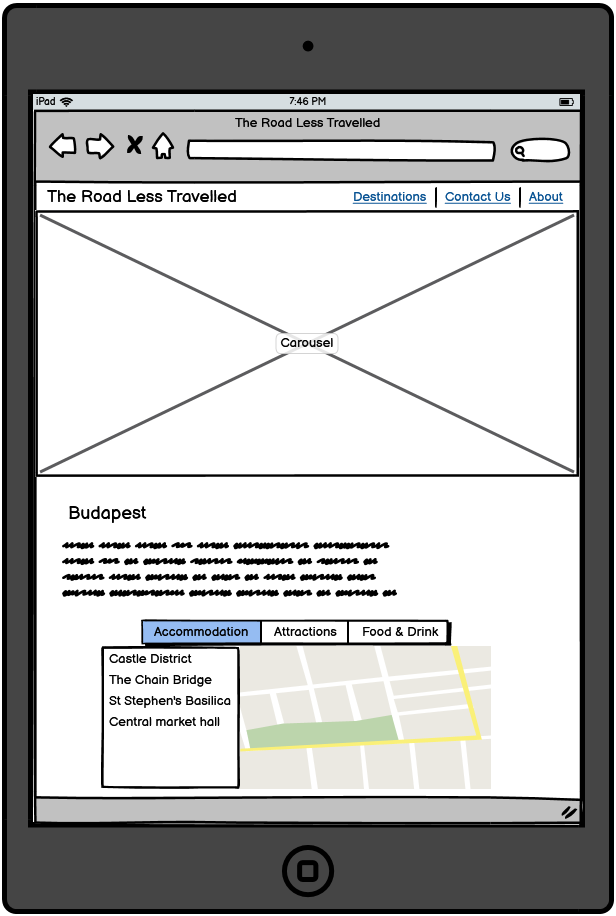 iPad 7:46 PM
The Road Less Travelled
The Road Less Travelled Destinations Contact Us About
Carousel
Budapest
Accommodation Attractions Food & Drink
Castle District
The Chain Bridge
St Stephen's Basilica
Central market hall